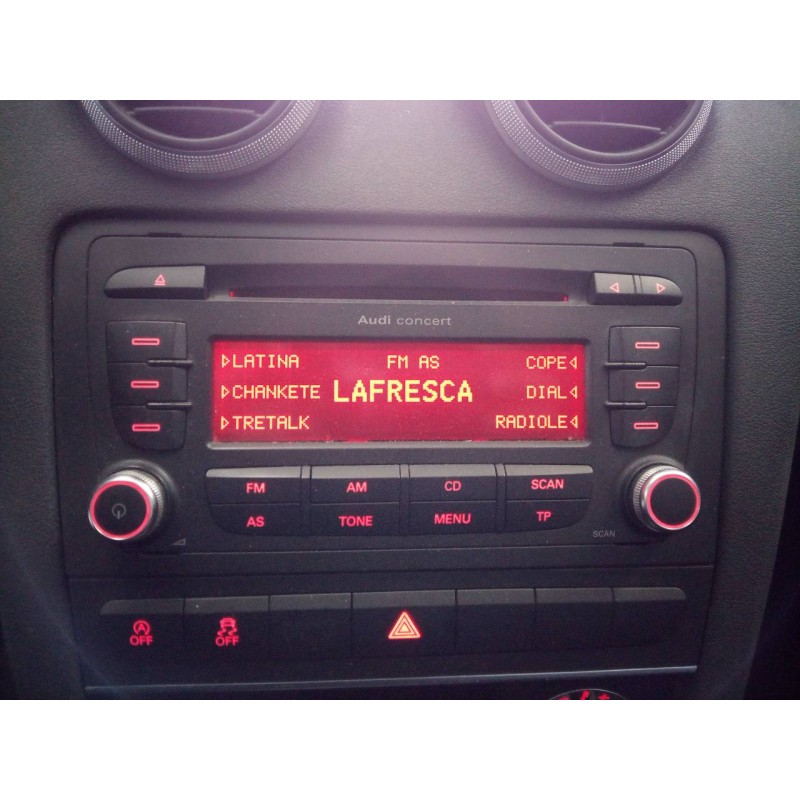 Audi concert
LATINA FM AS COPE
CHANKETE LAFRESCA DIAL
TRETALK RADIOLE
FM AM CD SCAN
AS TONE MENU TP
SCAN
A
OFF OFF